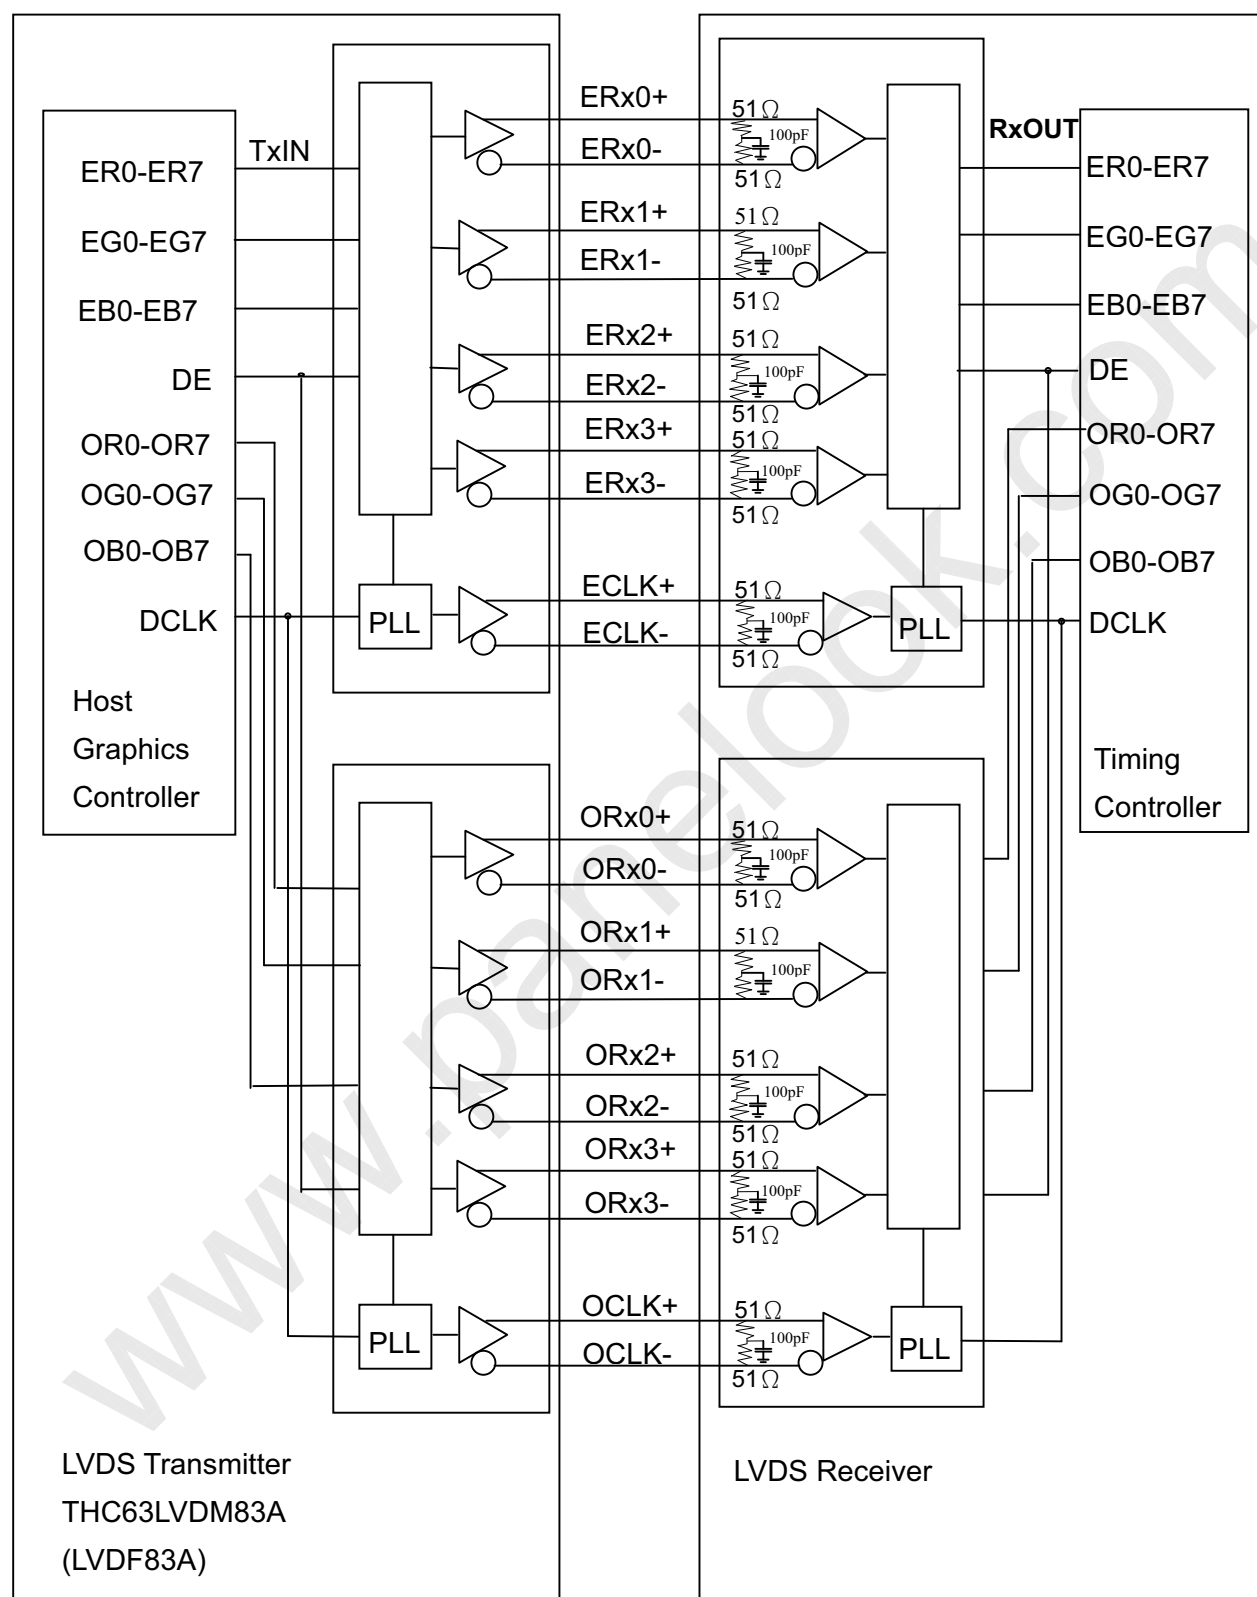 ERx0+
51Ω
100pF
RxOUT
TxIN
ERx0-
51Ω
ER0-ER7
ER0-ER7
ERx1+
51Ω
EG0-EG7
100pF
EG0-EG7
ERx1-
51Ω
EB0-EB7
EB0-EB7
ERx2+
51Ω
DE
100pF
DE
ERx2-
51Ω
OR0-OR7
ERx3+
51Ω
OR0-OR7
100pF
OG0-OG7
ERx3-
OG0-OG7
51Ω
OB0-OB7
OB0-OB7
ECLK+
51Ω
DCLK
PLL
100pF
PLL
DCLK
ECLK-
51Ω
Host
Graphics
Controller
Timing
Controller
ORx0+
51Ω
100pF
ORx0-
51Ω
ORx1+
51Ω
100pF
ORx1-
ORx2+
51Ω
100pF
ORx2-
51Ω
ORx3+
51Ω
100pF
ORx3-
51Ω
OCLK+
51Ω
PLL
100pF
PLL
OCLK-
51Ω
LVDS Transmitter
THC63LVDM83A
(LVDF83A)
LVDS Receiver
www.panelook.com